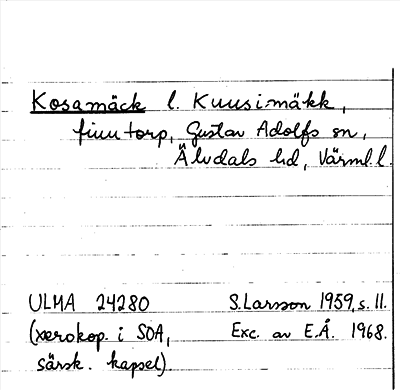 Kosamäck l. Kuusimäkk,
finntorp, Gustav Adolfs sn,
Älvdals hd, Värml. l.
ULMA 24280 S. Larsson 1959, s. 11.
(xerokop. i SOA, Exc. av E.Å. 1968.
särsk. kapsel).